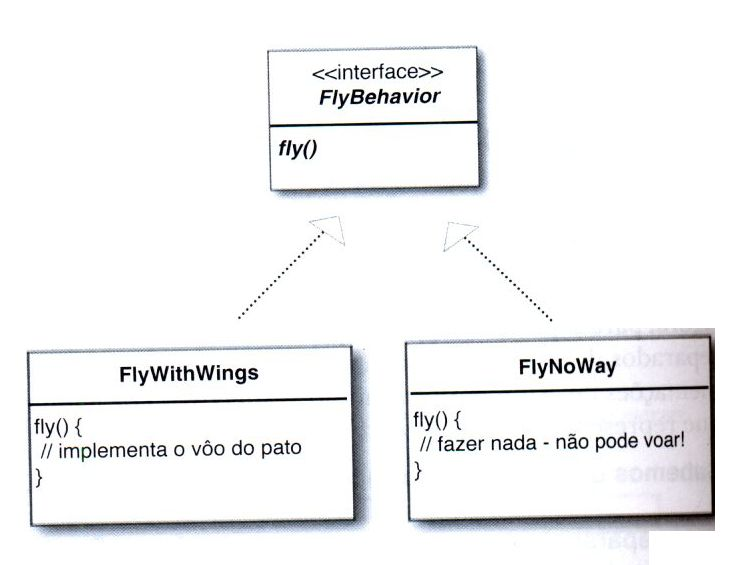 <<interface>>
FlyBehavior
fly()
FlyWithWings
fly() {
// implementa o vôo do pato
}
FlyNoWay
fly() {
// fazer nada - não pode voar!
}